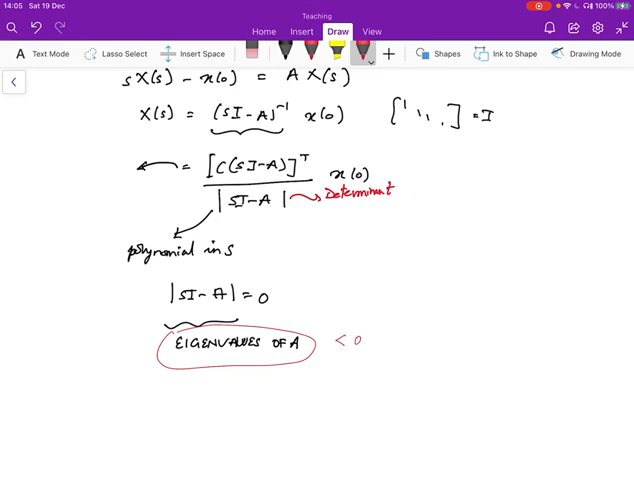 14:05 Sat 19 Dec
100%
Teaching
Home Insert Draw View
Text Mode Lasso Select Insert Space Shapes Ink to Shape Drawing Mode
sX(s) - x(0) = A X(s)
X(s) = (SI-A)⁻¹ x(0) [1 ⋱ ] = I
= [C(SI-A)]ᵀ x(0)
|SI-A| → Determinant
polynomial in s
|SI-A| = 0
EIGENVALUES OF A < 0